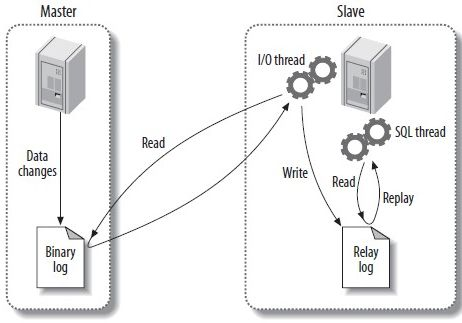 Master
Slave
I/O thread
SQL thread
Data
changes
Read
Write
Read
Replay
Binary
log
Relay
log